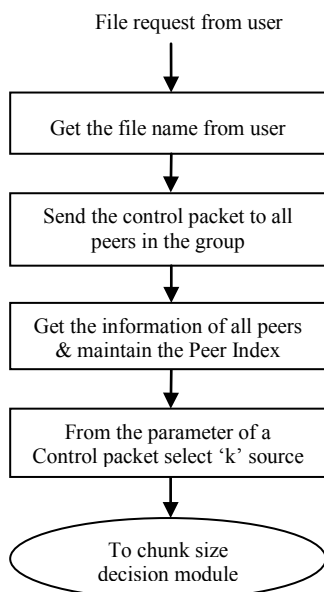 File request from user
Get the file name from user
Send the control packet to all
peers in the group
Get the information of all peers
& maintain the Peer Index
From the parameter of a
Control packet select ‘k’ source
To chunk size
decision module